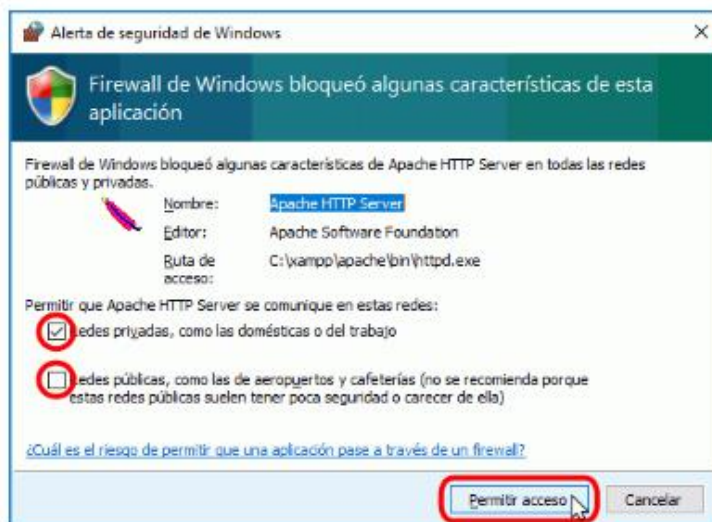 Alerta de seguridad de Windows
Firewall de Windows bloqueó algunas características de esta
aplicación
Firewall de Windows bloqueó algunas características de Apache HTTP Server en todas las redes
públicas y privadas.
Nombre: Apache HTTP Server
Editor: Apache Software Foundation
Ruta de acceso: C:\xampp\apache\bin\httpd.exe
Permitir que Apache HTTP Server se comunique en estas redes:
Redes privadas, como las domésticas o del trabajo
Redes públicas, como las de aeropuertos y cafeterías (no se recomienda porque
estas redes públicas suelen tener poca seguridad o carecer de ella)
¿Cuál es el riesgo de permitir que una aplicación pase a través de un firewall?
Permitir acceso Cancelar